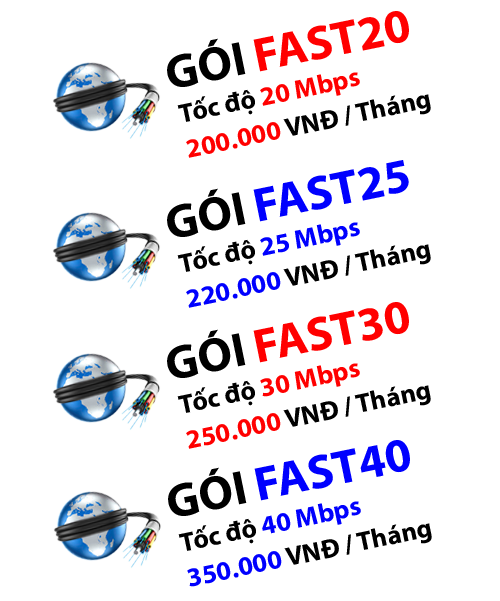 GÓI FAST20
Tốc độ 20 Mbps
200.000 VNĐ / Tháng
GÓI FAST25
Tốc độ 25 Mbps
220.000 VNĐ / Tháng
GÓI FAST30
Tốc độ 30 Mbps
250.000 VNĐ / Tháng
GÓI FAST40
Tốc độ 40 Mbps
350.000 VNĐ / Tháng